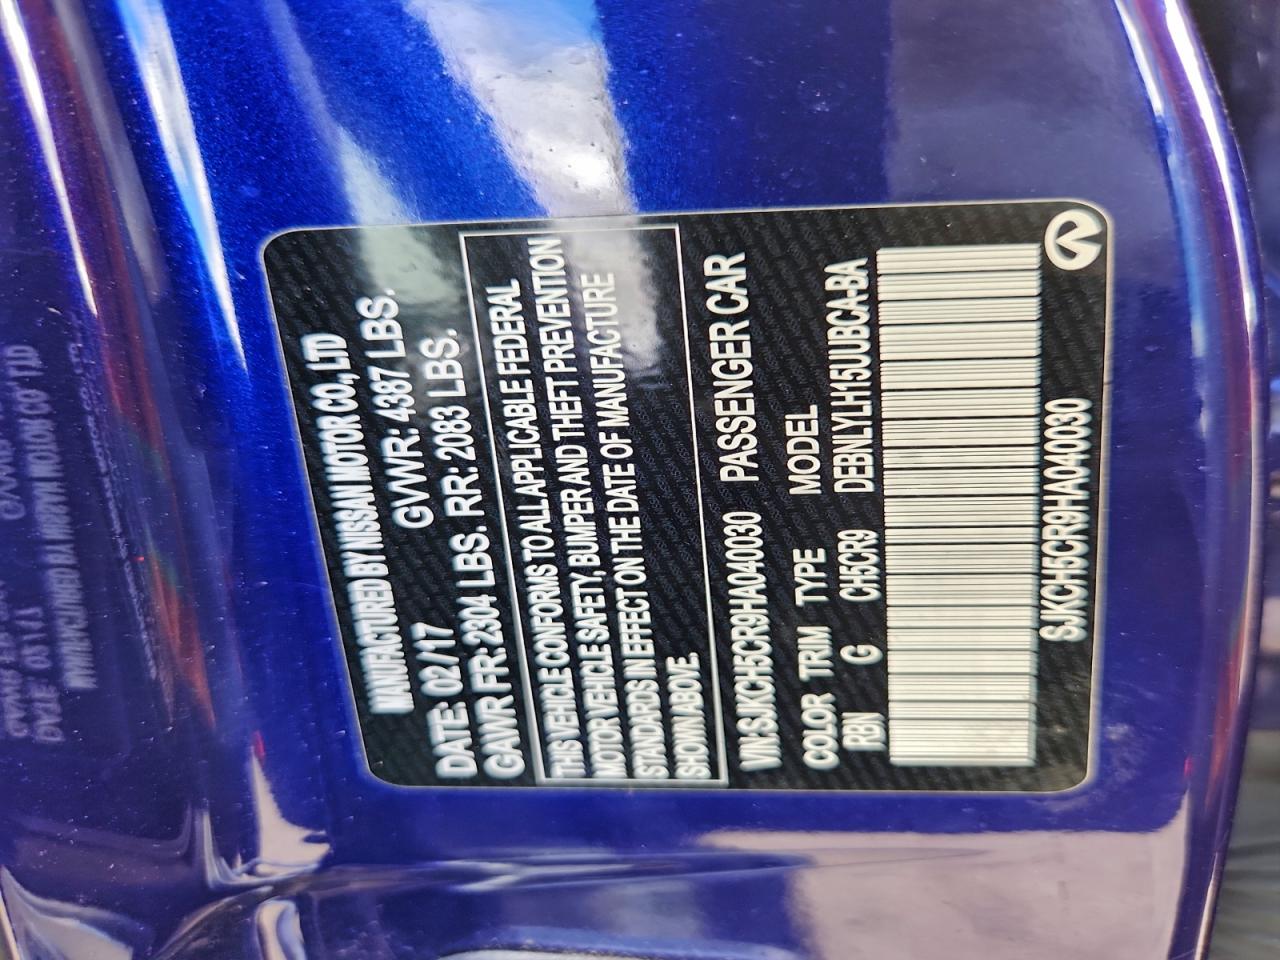 MANUFACTURED BY NISSAN MOTOR CO., LTD
DATE: 02/17 GVWR: 4387 LBS.
GAWR FR: 2304 LBS. RR: 2083 LBS.
THIS VEHICLE CONFORMS TO ALL APPLICABLE FEDERAL
MOTOR VEHICLE SAFETY, BUMPER AND THEFT PREVENTION
STANDARDS IN EFFECT ON THE DATE OF MANUFACTURE
SHOWN ABOVE.
VIN:SJKCH5CR9HA040030 PASSENGER CAR
COLOR TRIM TYPE MODEL
RBN G CH5CR9 DEBNLYLH15UUBCA-BA
SJKCH5CR9HA040030